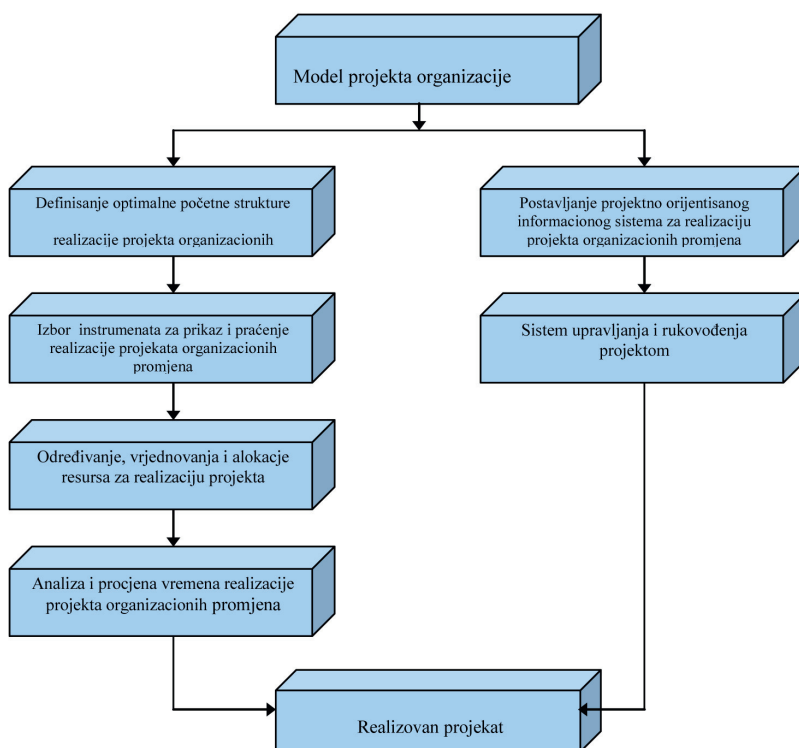 Model projekta organizacije
Definisanje optimalne početne strukture
realizacije projekta organizacionih
Postavljanje projektno orijentisanog
informacionog sistema za realizaciju
projekta organizacionih promjena
Izbor instrumenata za prikaz i praćenje
realizacije projekata organizacionih
promjena
Sistem upravljanja i rukovođenja
projektom
Određivanje, vrjednovanja i alokacje
resursa za realizaciju projekta
Analiza i procjena vremena realizacije
projekta organizacionih promjena
Realizovan projekat